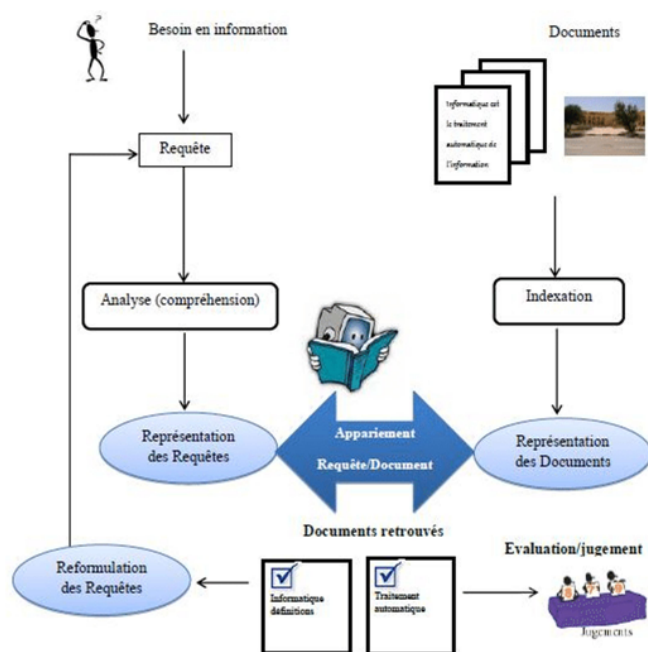 Besoin en information
Documents
Informatique est
le traitement
automatique de
l'information
Requête
Analyse (compréhension)
Indexation
Appariement
Requête/Document
Représentation
des Requêtes
Représentation
des Documents
Documents retrouvés
Evaluation/jugement
Reformulation
des Requêtes
Informatique
définitions
Traitement
automatique
Jugements